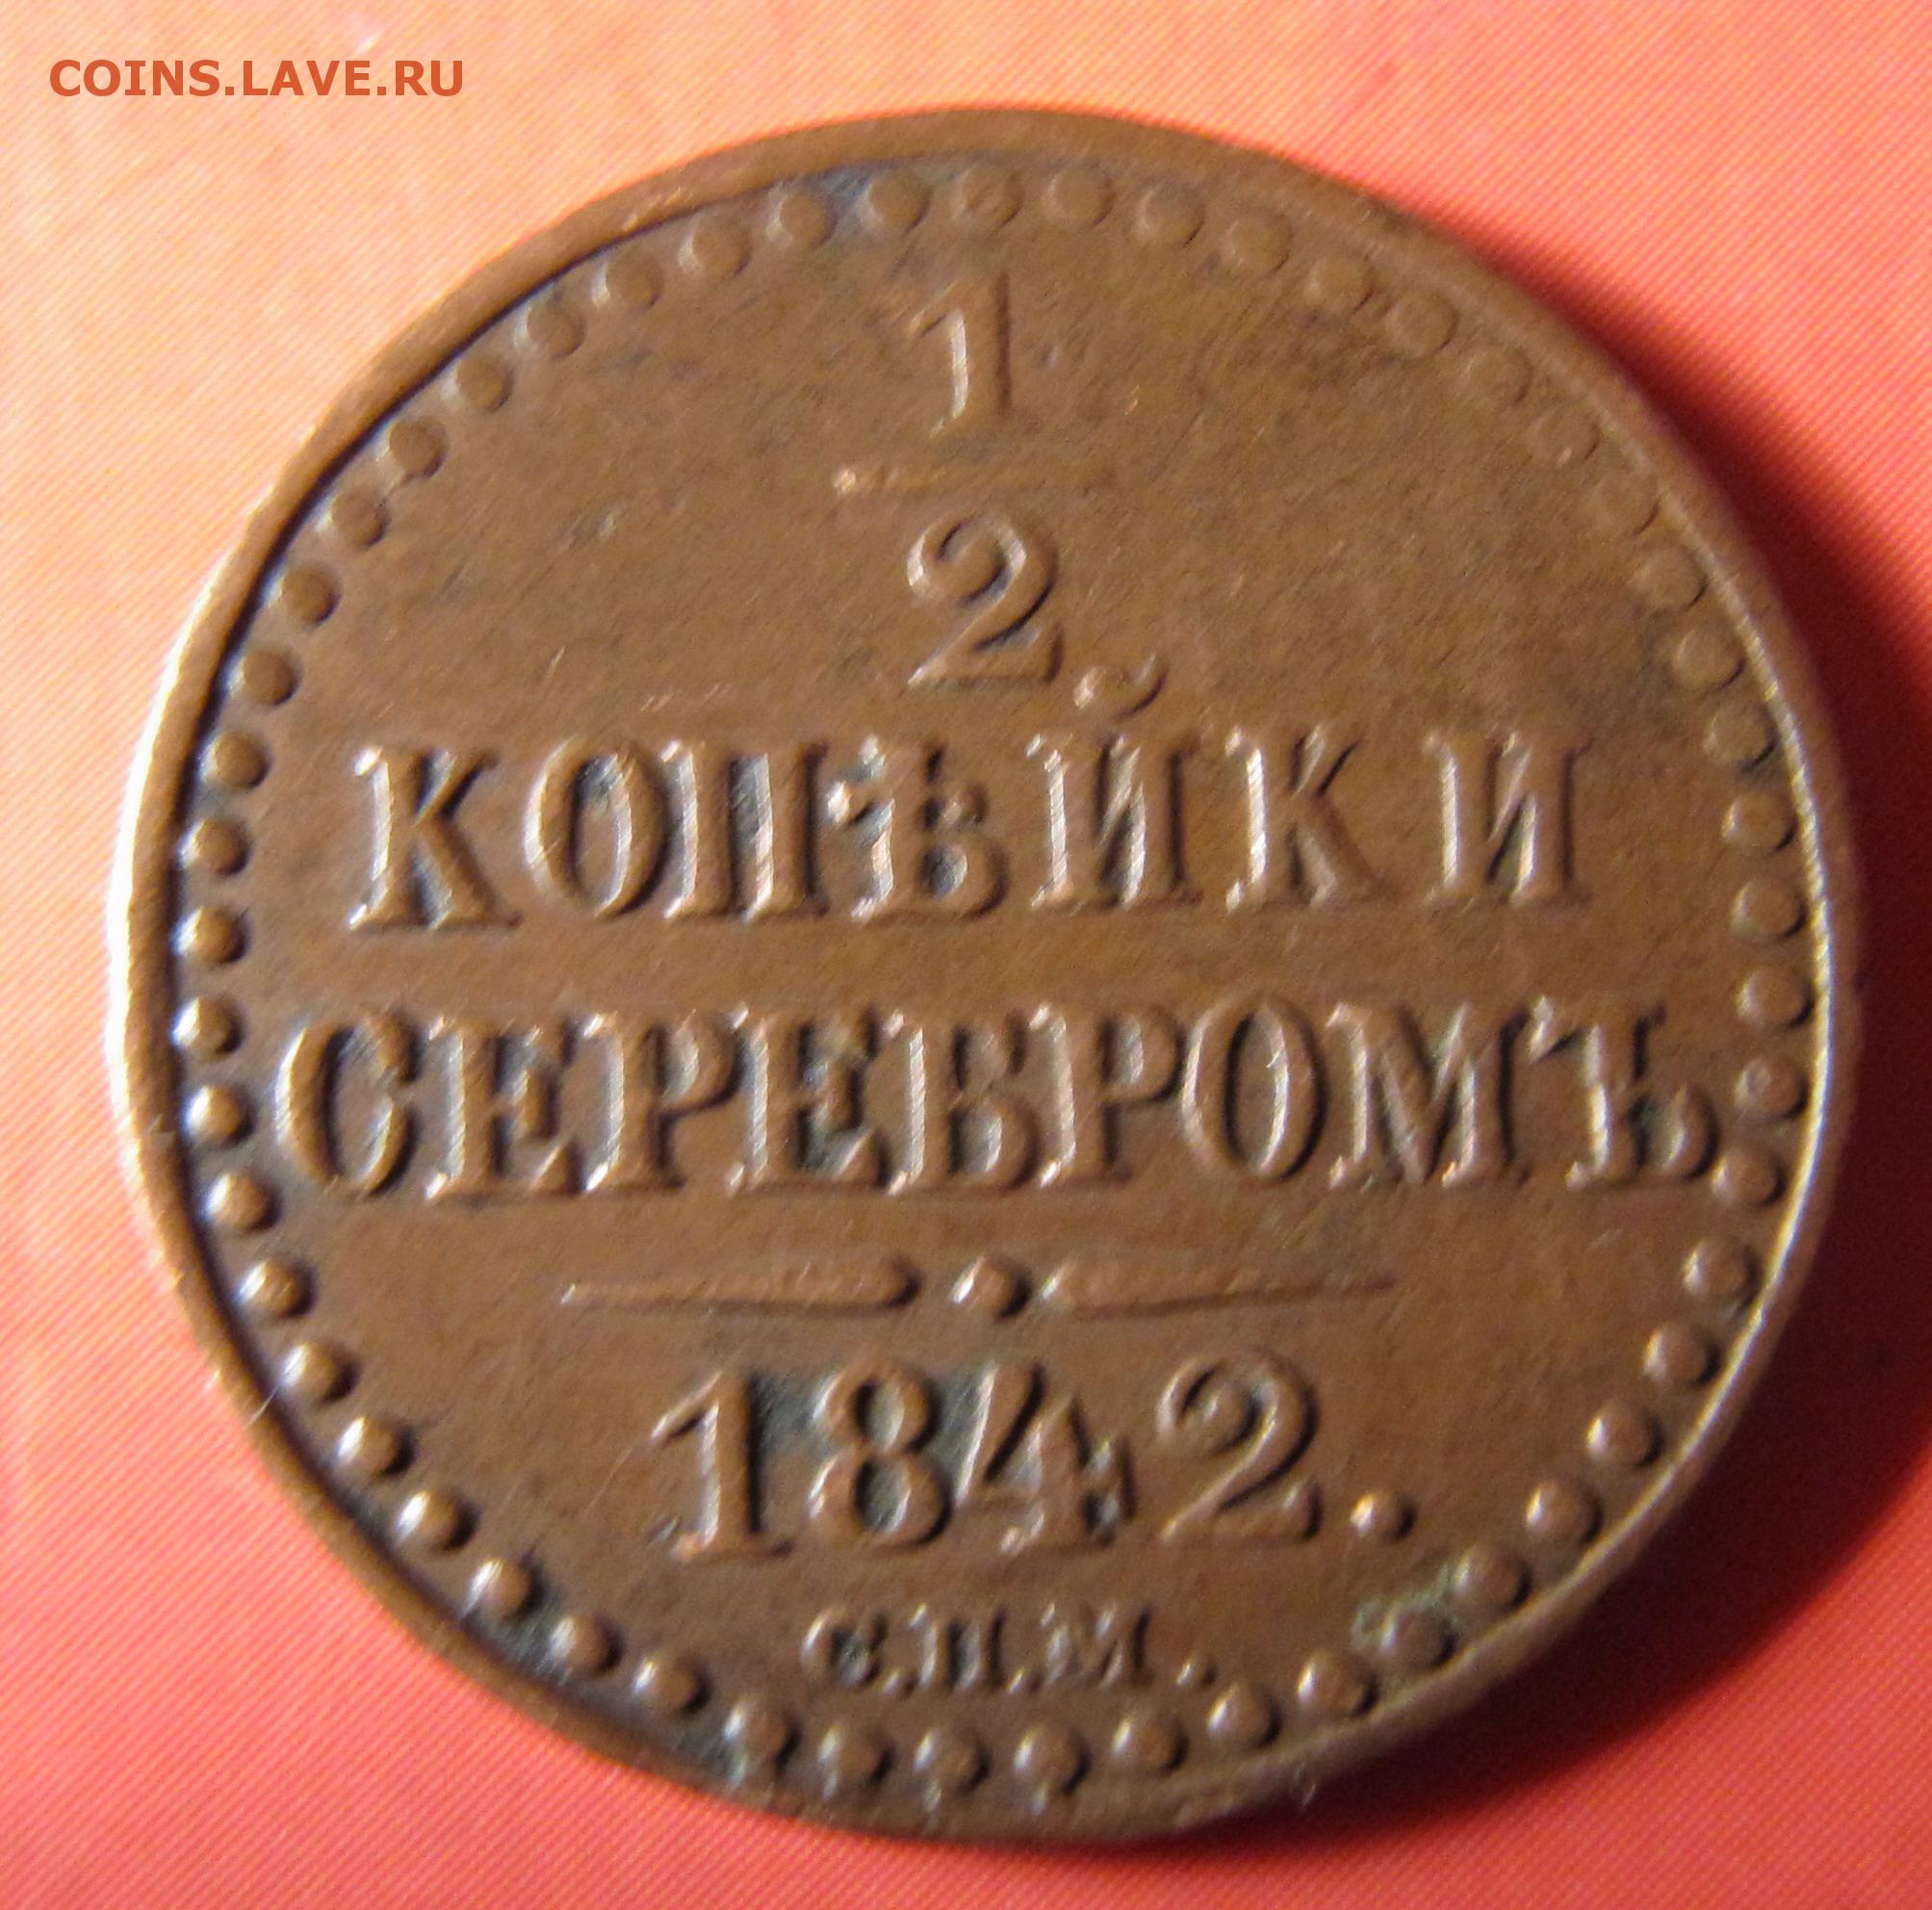 COINS.LAVE.RU
1
2
КОПѢЙКИ
СЕРЕБРОМЪ
1842.
С.П.М.